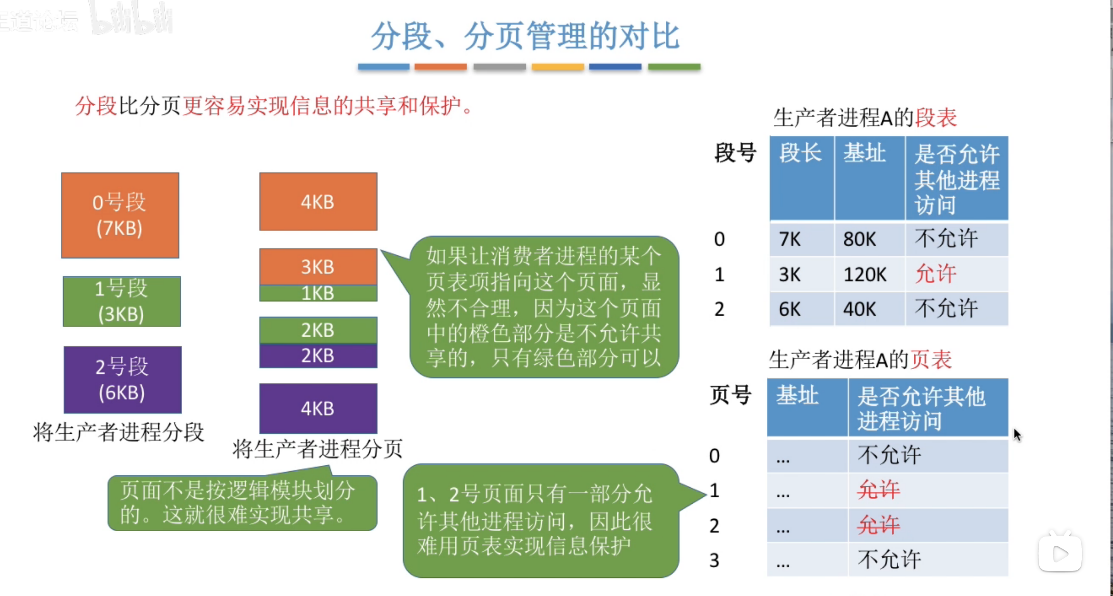 王道论坛 bilibili
分段、分页管理的对比
分段比分页更容易实现信息的共享和保护。
0号段
(7KB)
1号段
(3KB)
2号段
(6KB)
将生产者进程分段
4KB
3KB
1KB
2KB
2KB
4KB
将生产者进程分页
如果让消费者进程的某个
页表项指向这个页面，显
然不合理，因为这个页面
中的橙色部分是不允许共
享的，只有绿色部分可以
页面不是按逻辑模块划分
的。这就很难实现共享。
1、2号页面只有一部分允
许其他进程访问，因此很
难用页表实现信息保护
生产者进程A的段表
段号 段长 基址 是否允许
其他进程
访问
0 7K 80K 不允许
1 3K 120K 允许
2 6K 40K 不允许
生产者进程A的页表
页号 基址 是否允许其他
进程访问
0 ... 不允许
1 ... 允许
2 ... 允许
3 ... 不允许